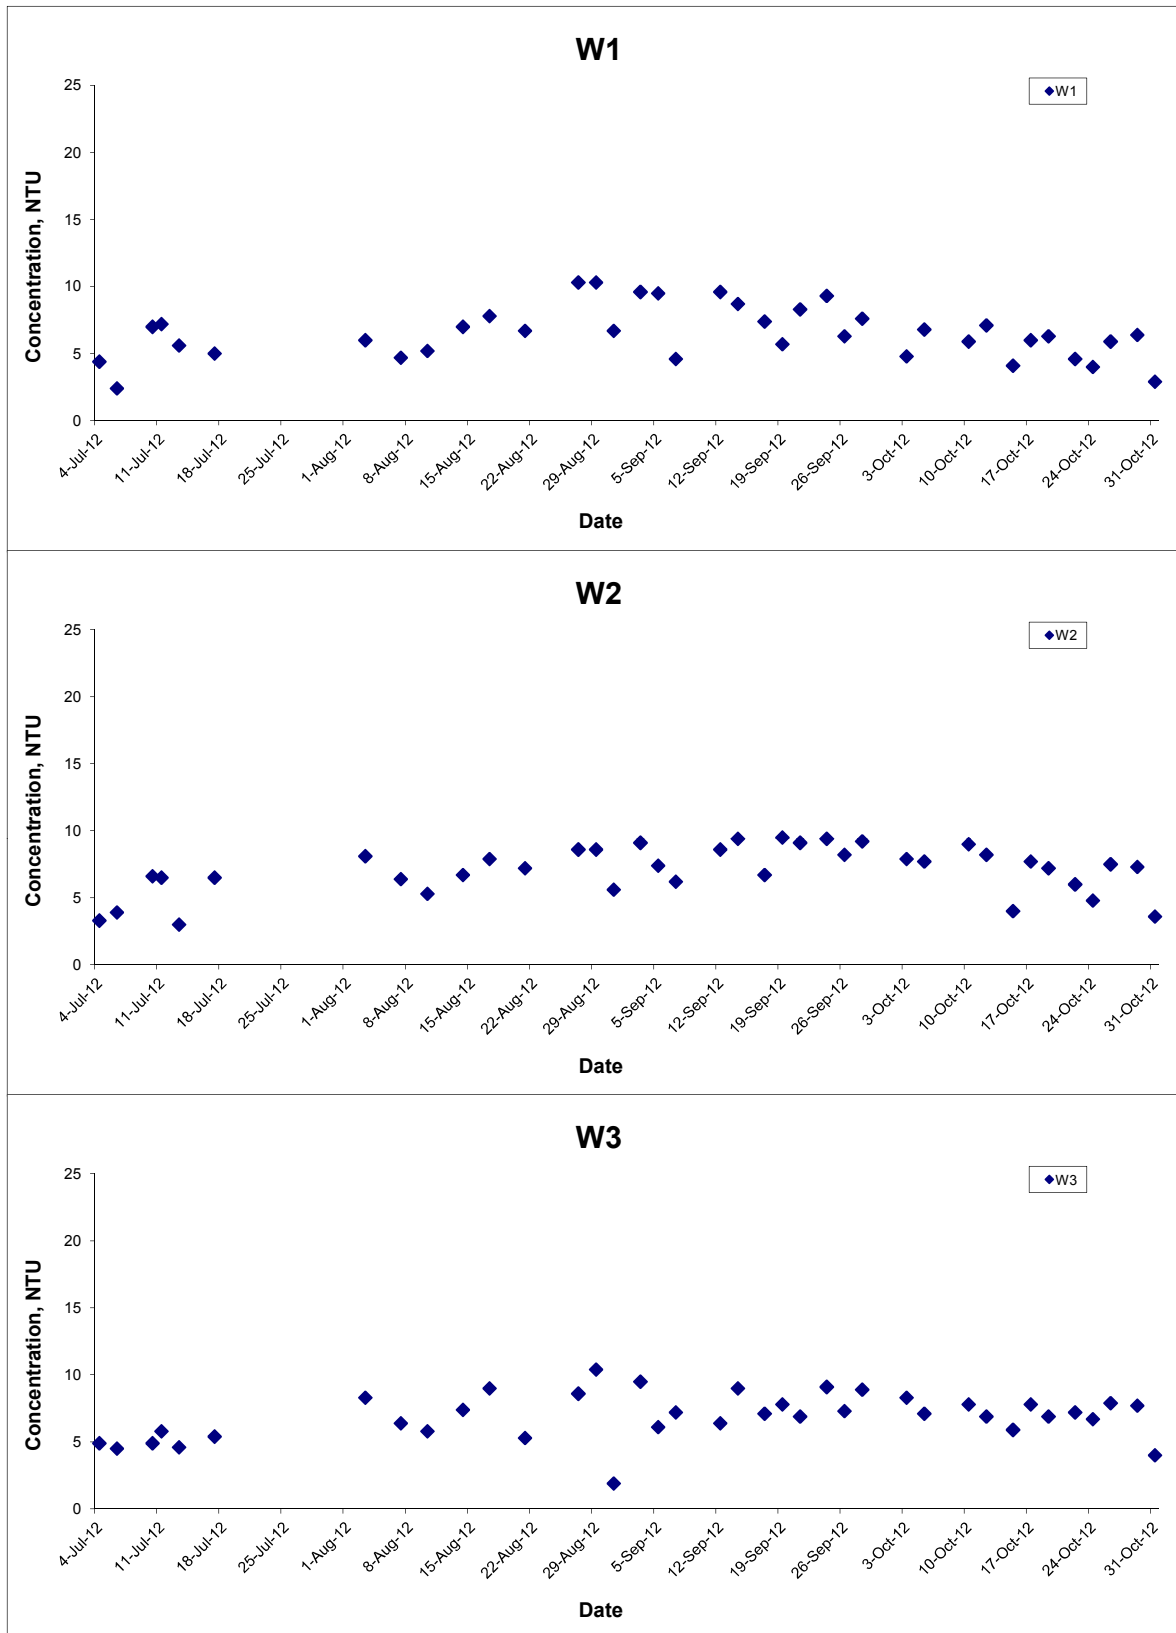 W1
W1
25
20
15
10
5
0
Concentration, NTU
4-Jul-12
11-Jul-12
18-Jul-12
25-Jul-12
1-Aug-12
8-Aug-12
15-Aug-12
22-Aug-12
29-Aug-12
5-Sep-12
12-Sep-12
19-Sep-12
26-Sep-12
3-Oct-12
10-Oct-12
17-Oct-12
24-Oct-12
31-Oct-12
Date
W2
W2
25
20
15
10
5
0
Concentration, NTU
4-Jul-12
11-Jul-12
18-Jul-12
25-Jul-12
1-Aug-12
8-Aug-12
15-Aug-12
22-Aug-12
29-Aug-12
5-Sep-12
12-Sep-12
19-Sep-12
26-Sep-12
3-Oct-12
10-Oct-12
17-Oct-12
24-Oct-12
31-Oct-12
Date
W3
W3
25
20
15
10
5
0
Concentration, NTU
4-Jul-12
11-Jul-12
18-Jul-12
25-Jul-12
1-Aug-12
8-Aug-12
15-Aug-12
22-Aug-12
29-Aug-12
5-Sep-12
12-Sep-12
19-Sep-12
26-Sep-12
3-Oct-12
10-Oct-12
17-Oct-12
24-Oct-12
31-Oct-12
Date